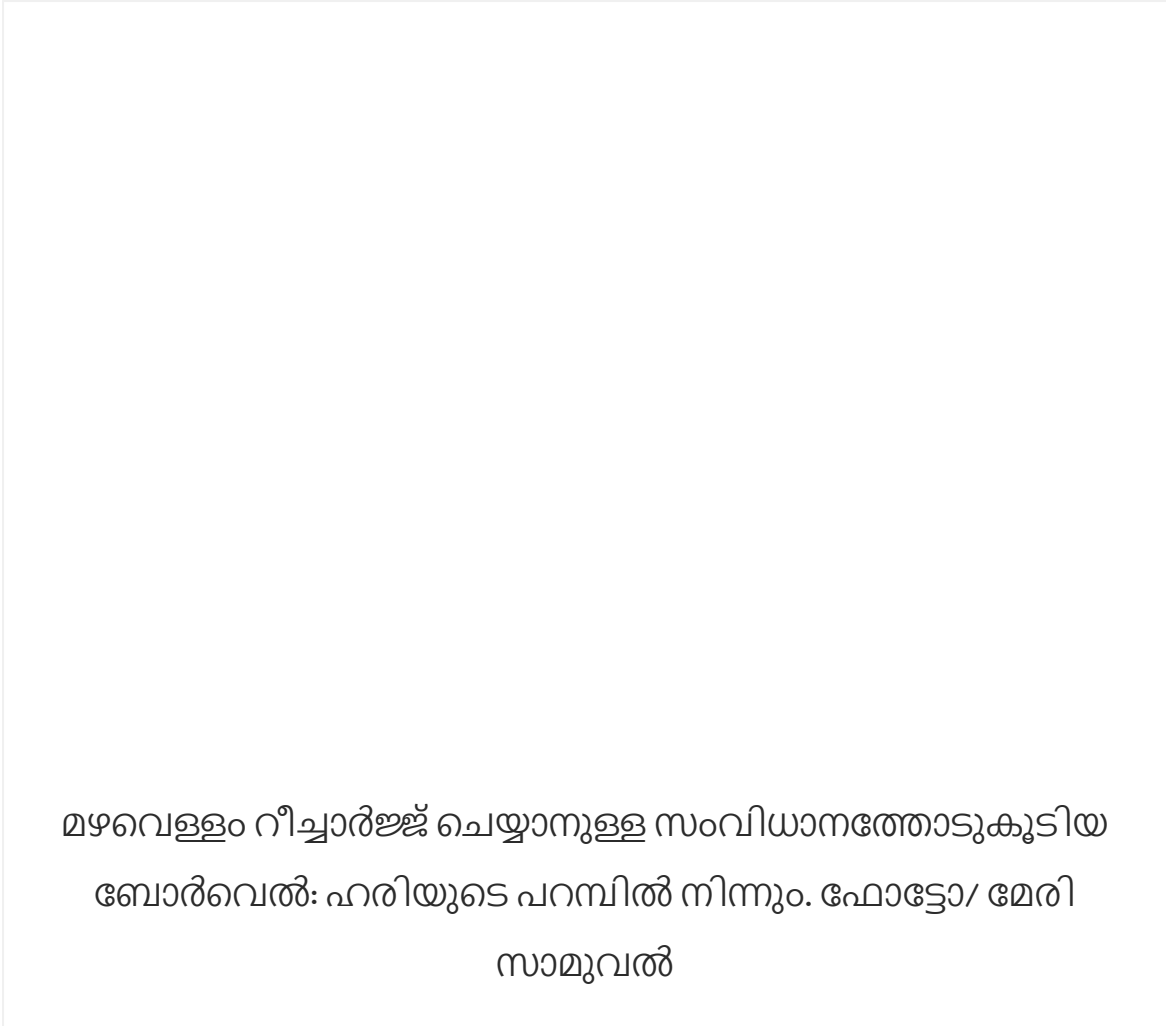 മഴവെള്ളം റീച്ചാർജ്ജ് ചെയ്യാനുള്ള സംവിധാനത്തോടുകൂടിയ
ബോർവെൽ: ഹരിയുടെ പറമ്പിൽ നിന്നും. ഫോട്ടോ/ മേരി
സാമുവൽ